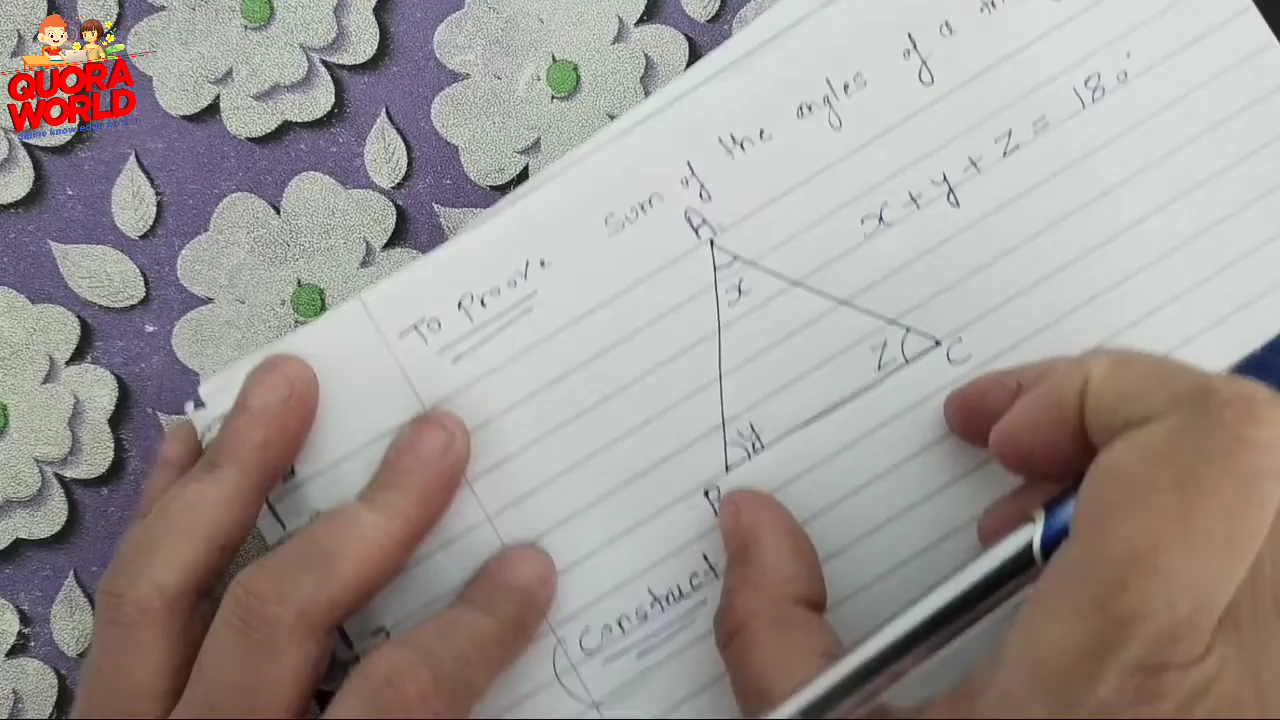 QUORA
WORLD
To Prove
sum of the angles of a
x + y + z = 180°
A
x
z
C
y
B
Construct